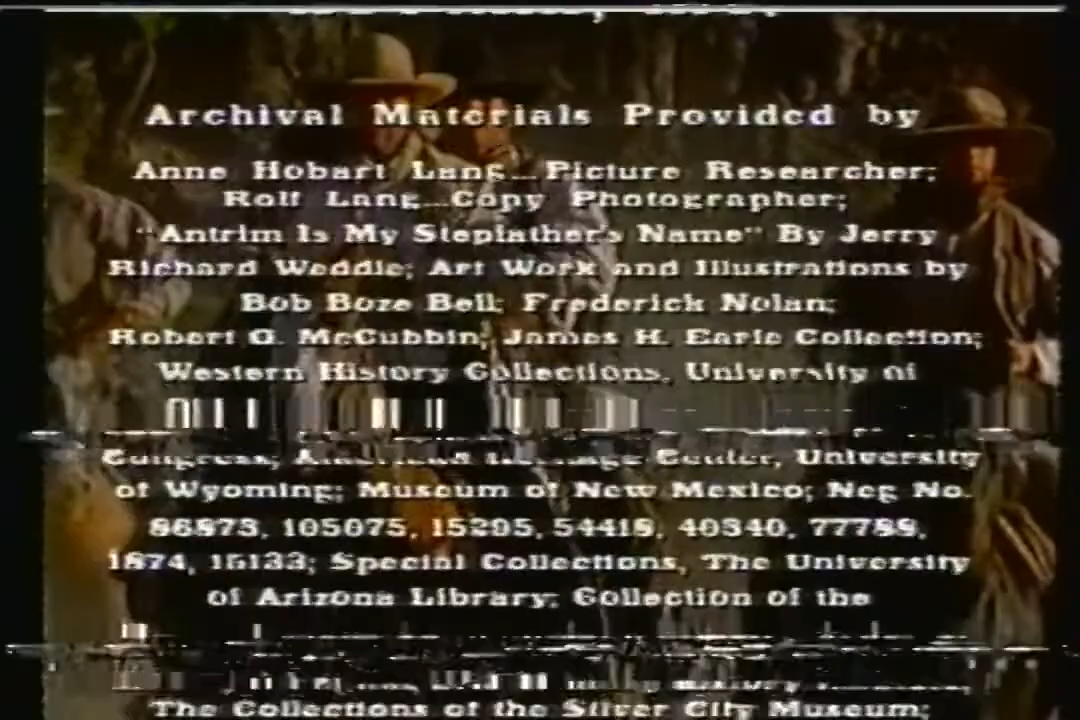 Archival Materials Provided by
Anne Hobart Lang...Picture Researcher;
Rolf Lang...Copy Photographer;
"Antrim Is My Stepfather's Name" By Jerry
Richard Weddle; Art Work and Illustrations by
Bob Boze Bell; Frederick Nolan;
Robert G. McCubbin; James H. Earle Collection;
Western History Collections, University of
Congress; American Heritage Center, University
of Wyoming; Museum of New Mexico; Neg No.
86873, 105075, 15205, 54418, 40340, 77788,
1874, 15133; Special Collections, The University
of Arizona Library; Collection of the
The Collections of the Silver City Museum;